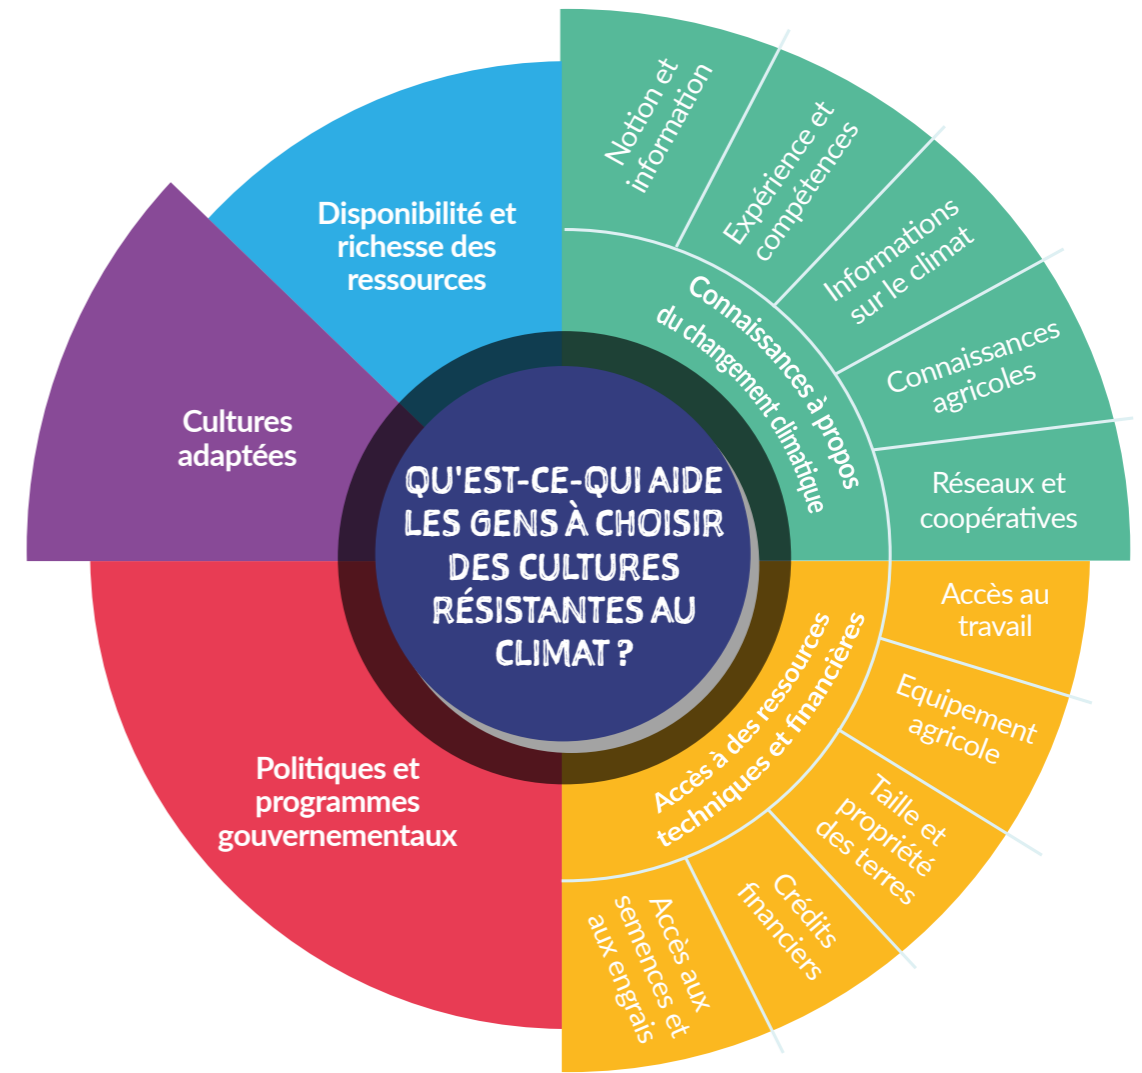 QU'EST-CE-QUI AIDE
LES GENS À CHOISIR
DES CULTURES
RÉSISTANTES AU
CLIMAT ?
Connaissances à propos
du changement climatique
Notion et
information
Expérience et
compétences
Informations
sur le climat
Connaissances
agricoles
Réseaux et
coopératives
Accès à des ressources
techniques et financières
Accès au
travail
Equipement
agricole
Taille et
propriété
des terres
Crédits
financiers
Accès aux
semences et
aux engrais
Politiques et
programmes
gouvernementaux
Cultures
adaptées
Disponibilité et
richesse des
ressources